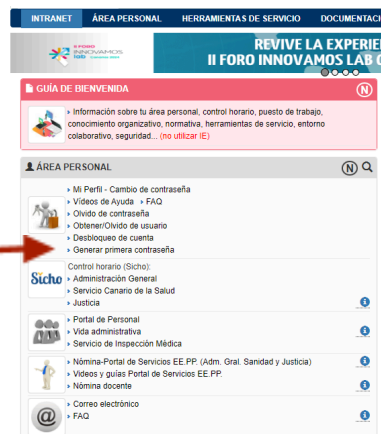 INTRANET ÁREA PERSONAL HERRAMIENTAS DE SERVICIO DOCUMENTACI
II FORO
INNOVAMOS
lab
REVIVE LA EXPERIE
II FORO INNOVAMOS LAB
GUÍA DE BIENVENIDA N
Información sobre tu área personal, control horario, puesto de trabajo,
conocimiento organizativo, normativa, herramientas de servicio, entorno
colaborativo, seguridad... (no utilizar IE)
ÁREA PERSONAL N
Mi Perfil - Cambio de contraseña
Vídeos de Ayuda FAQ
Olvido de contraseña
Obtener/Olvido de usuario
Desbloqueo de cuenta
Generar primera contraseña
Sicho
Control horario (Sicho):
Administración General
Servicio Canario de la Salud
Justicia
Portal de Personal
Vida administrativa
Servicio de Inspección Médica
Nómina-Portal de Servicios EE.PP. (Adm. Gral. Sanidad y Justicia)
Videos y guías Portal de Servicios EE.PP.
Nómina docente
@
Correo electrónico
FAQ